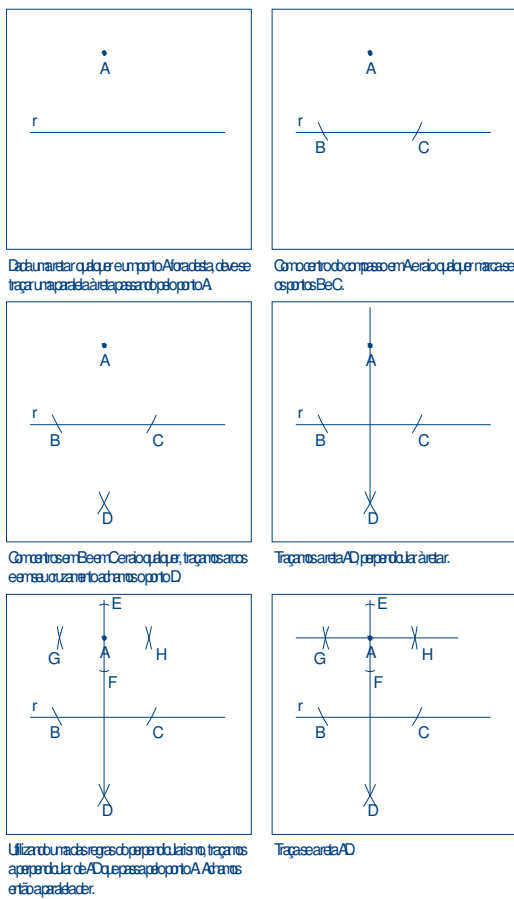 A
r
A
r
B
C
Dada uma reta r qualquer e um ponto A fora desta, deve-se
traçar uma paralela à reta passando pelo ponto A.
Com o centro do compasso em A e raio qualquer marca-se
os pontos B e C.
A
r
B
C
D
A
r
B
C
D
Com centros em B e em C e raio qualquer, traçamos arcos
e em seu cruzamento achamos o ponto D
Traçamos a reta AD, perpendicular à reta r.
E
G
A
H
F
r
B
C
D
E
G
A
H
F
r
B
C
D
Utilizando uma das regras do perpendicularismo, traçamos
a perpendicular de AD que passa pelo ponto A. Achamos
então a paralela de r.
Traça-se a reta AD